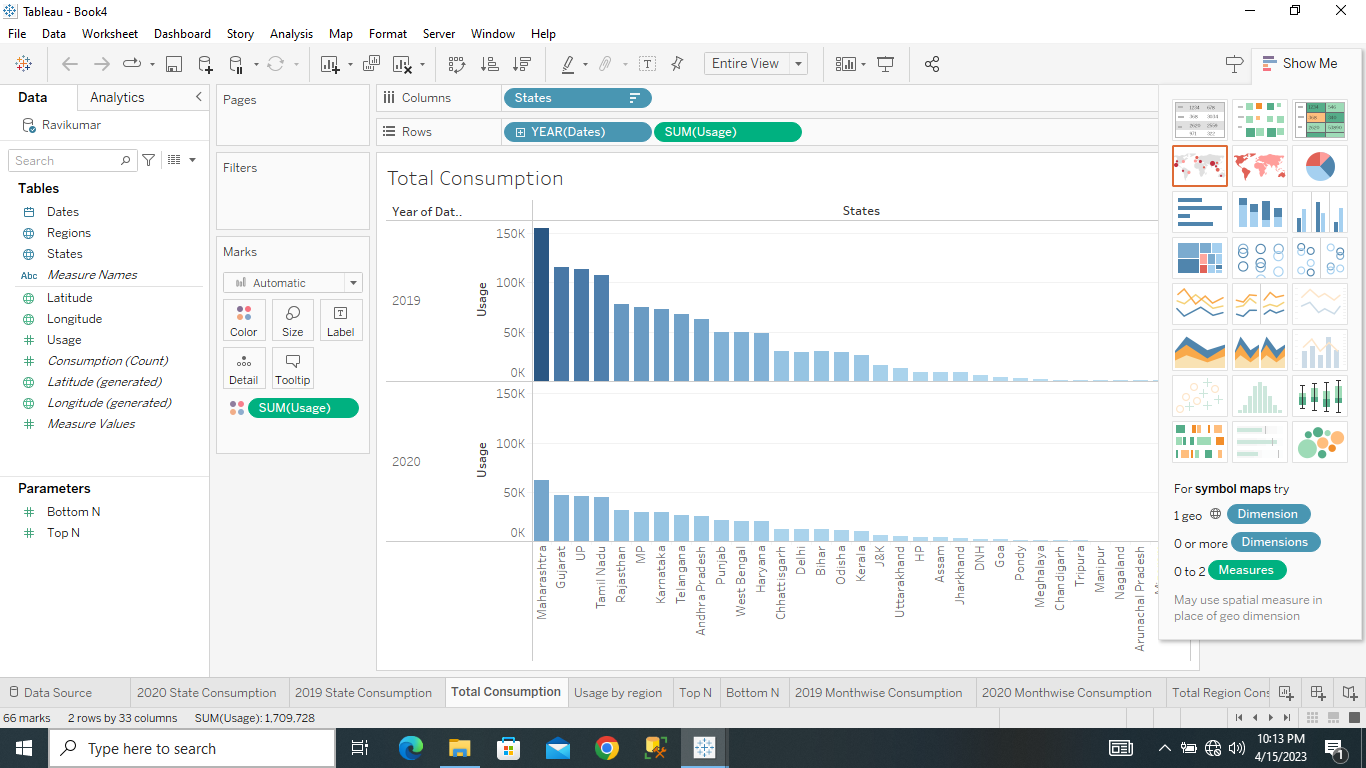 Tableau - Book4
File Data Worksheet Dashboard Story Analysis Map Format Server Window Help
Entire View
Show Me
Data Analytics
Ravikumar
Search
Tables
Dates
Regions
States
Abc Measure Names
Latitude
Longitude
Usage
Consumption (Count)
Latitude (generated)
Longitude (generated)
Measure Values
Parameters
Bottom N
Top N
Pages
Filters
Marks
Automatic
Color Size Label
Detail Tooltip
SUM(Usage)
Columns States
Rows YEAR(Dates) SUM(Usage)
Total Consumption
Year of Dat..
States
2019
Usage
150K
100K
50K
0K
2020
Usage
150K
100K
50K
0K
Maharashtra
Gujarat
UP
Tamil Nadu
Rajasthan
MP
Karnataka
Telangana
Andhra Pradesh
Punjab
West Bengal
Haryana
Chhattisgarh
Delhi
Bihar
Odisha
Kerala
J&K
Uttarakhand
HP
Assam
Jharkhand
DNH
Goa
Pondy
Meghalaya
Chandigarh
Tripura
Manipur
Nagaland
Arunachal Pradesh
For symbol maps try
1 geo Dimension
0 or more Dimensions
0 to 2 Measures
May use spatial measure in
place of geo dimension
Data Source 2020 State Consumption 2019 State Consumption Total Consumption Usage by region Top N Bottom N 2019 Monthwise Consumption 2020 Monthwise Consumption Total Region Cons
66 marks 2 rows by 33 columns SUM(Usage): 1,709,728
Type here to search
10:13 PM
4/15/2023
1